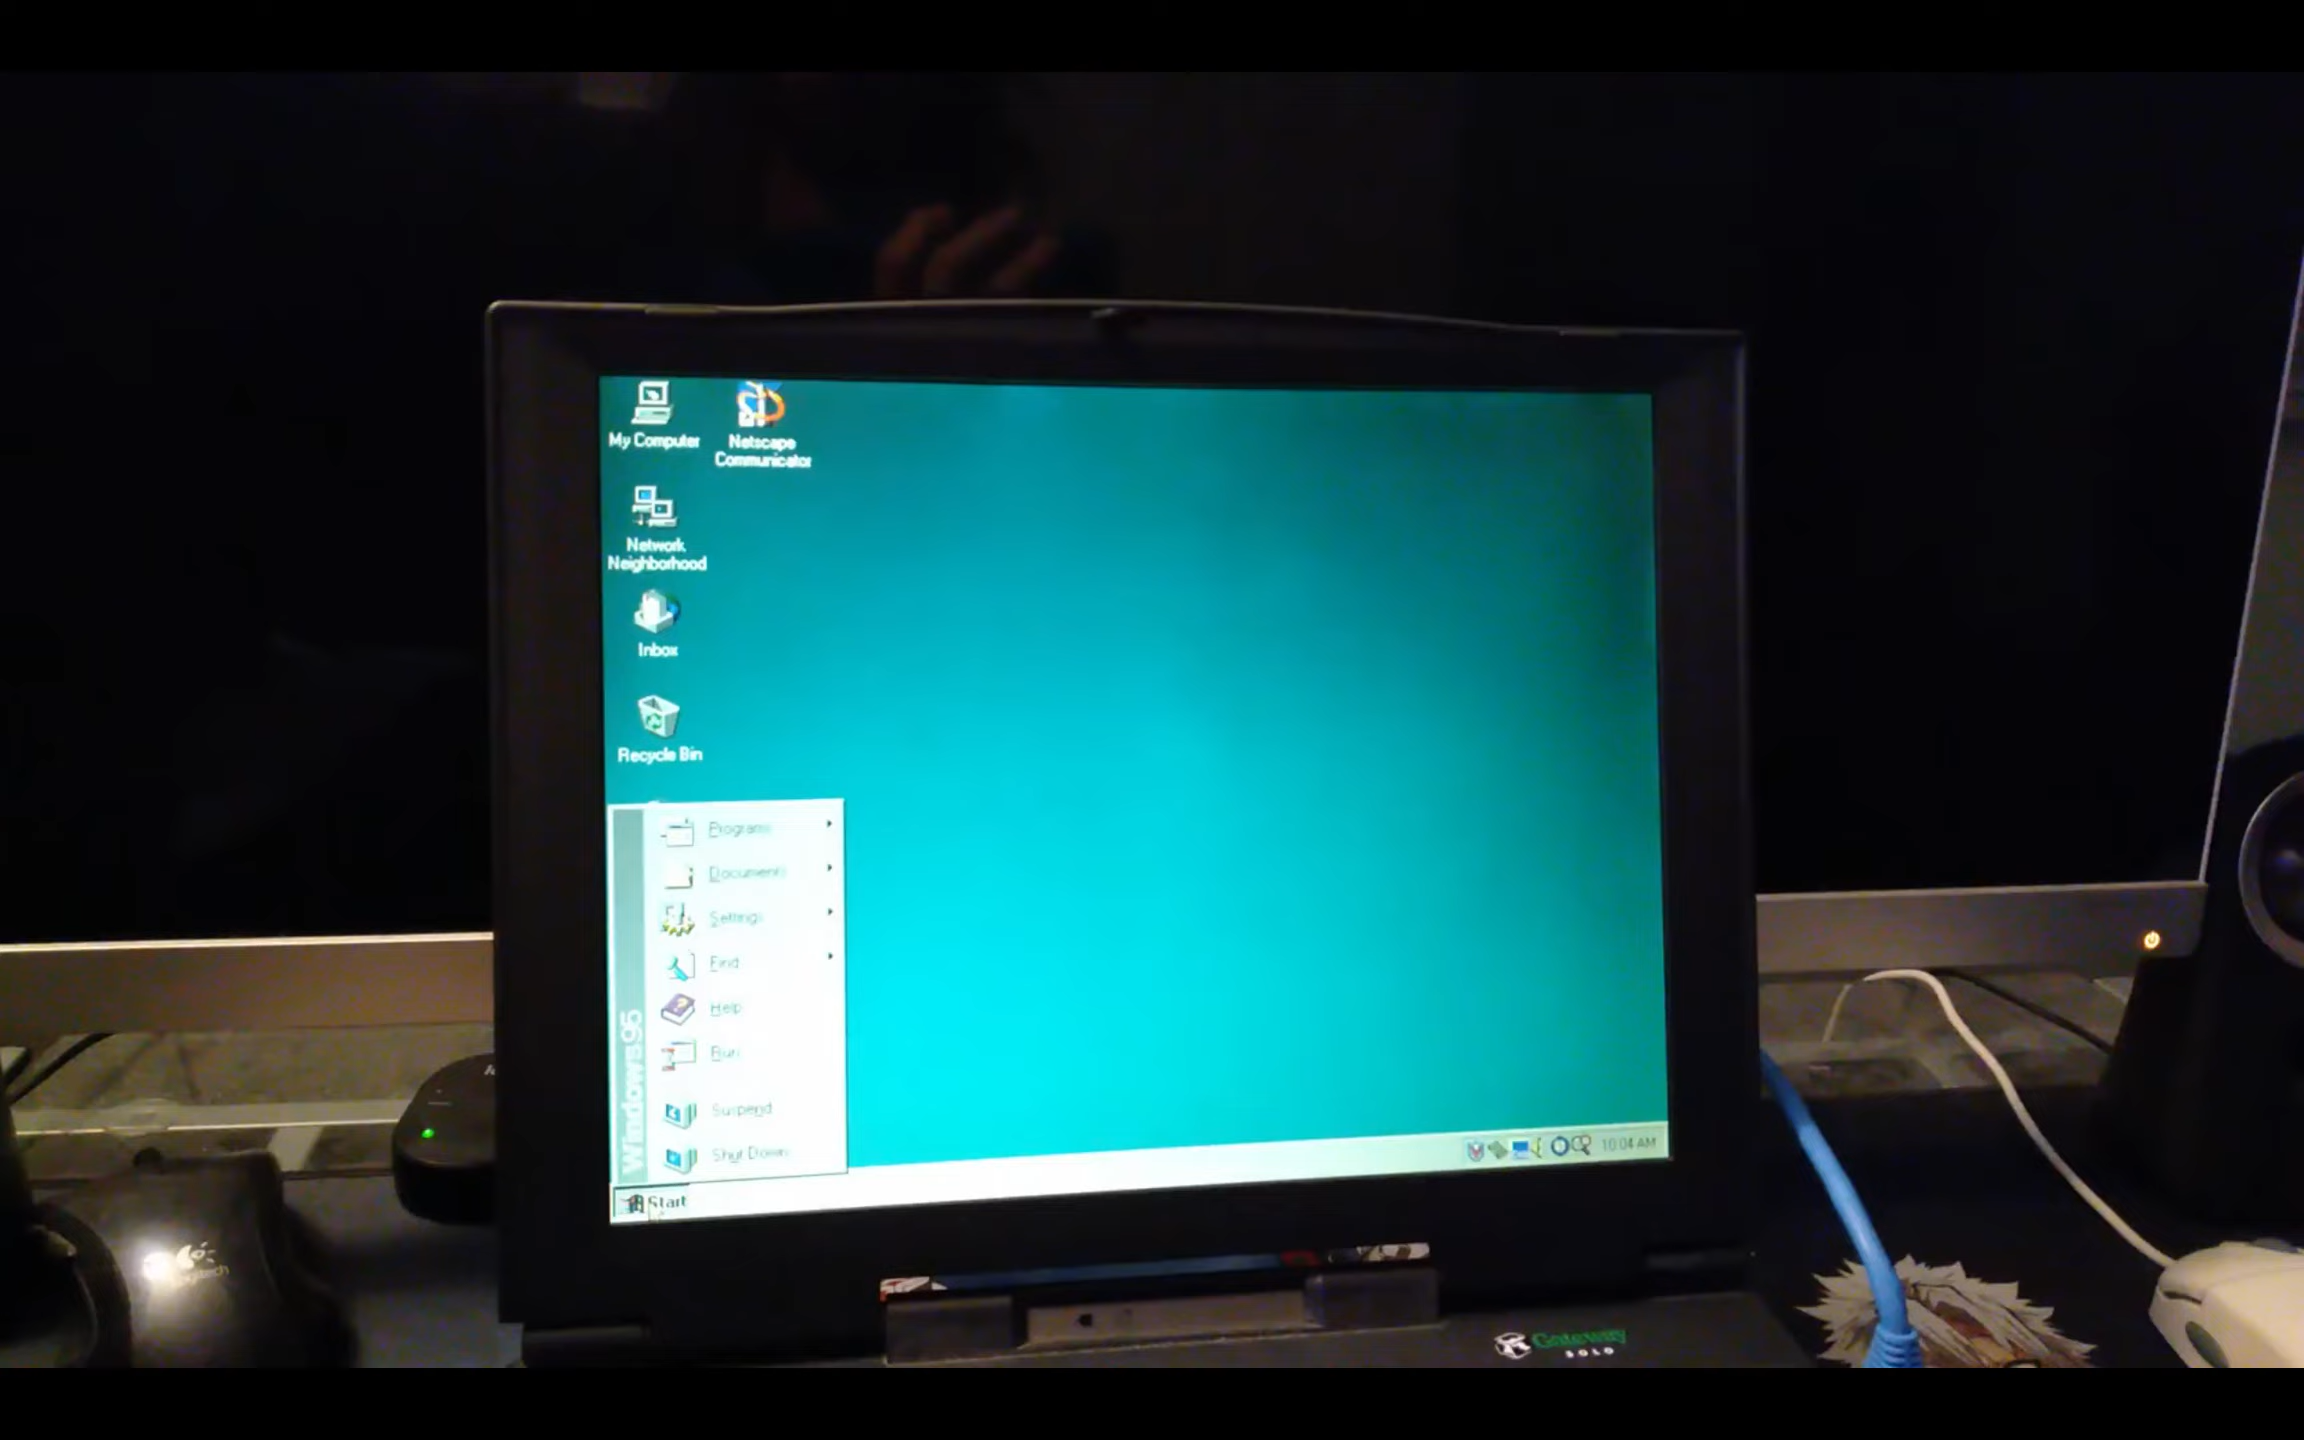 My Computer
Netscape
Communicator
Network
Neighborhood
Inbox
Recycle Bin
Programs
Documents
Settings
Find
Help
Run
Suspend
Shut Down
Windows95
Start
10:04 AM
Logitech
Gateway
SOLO